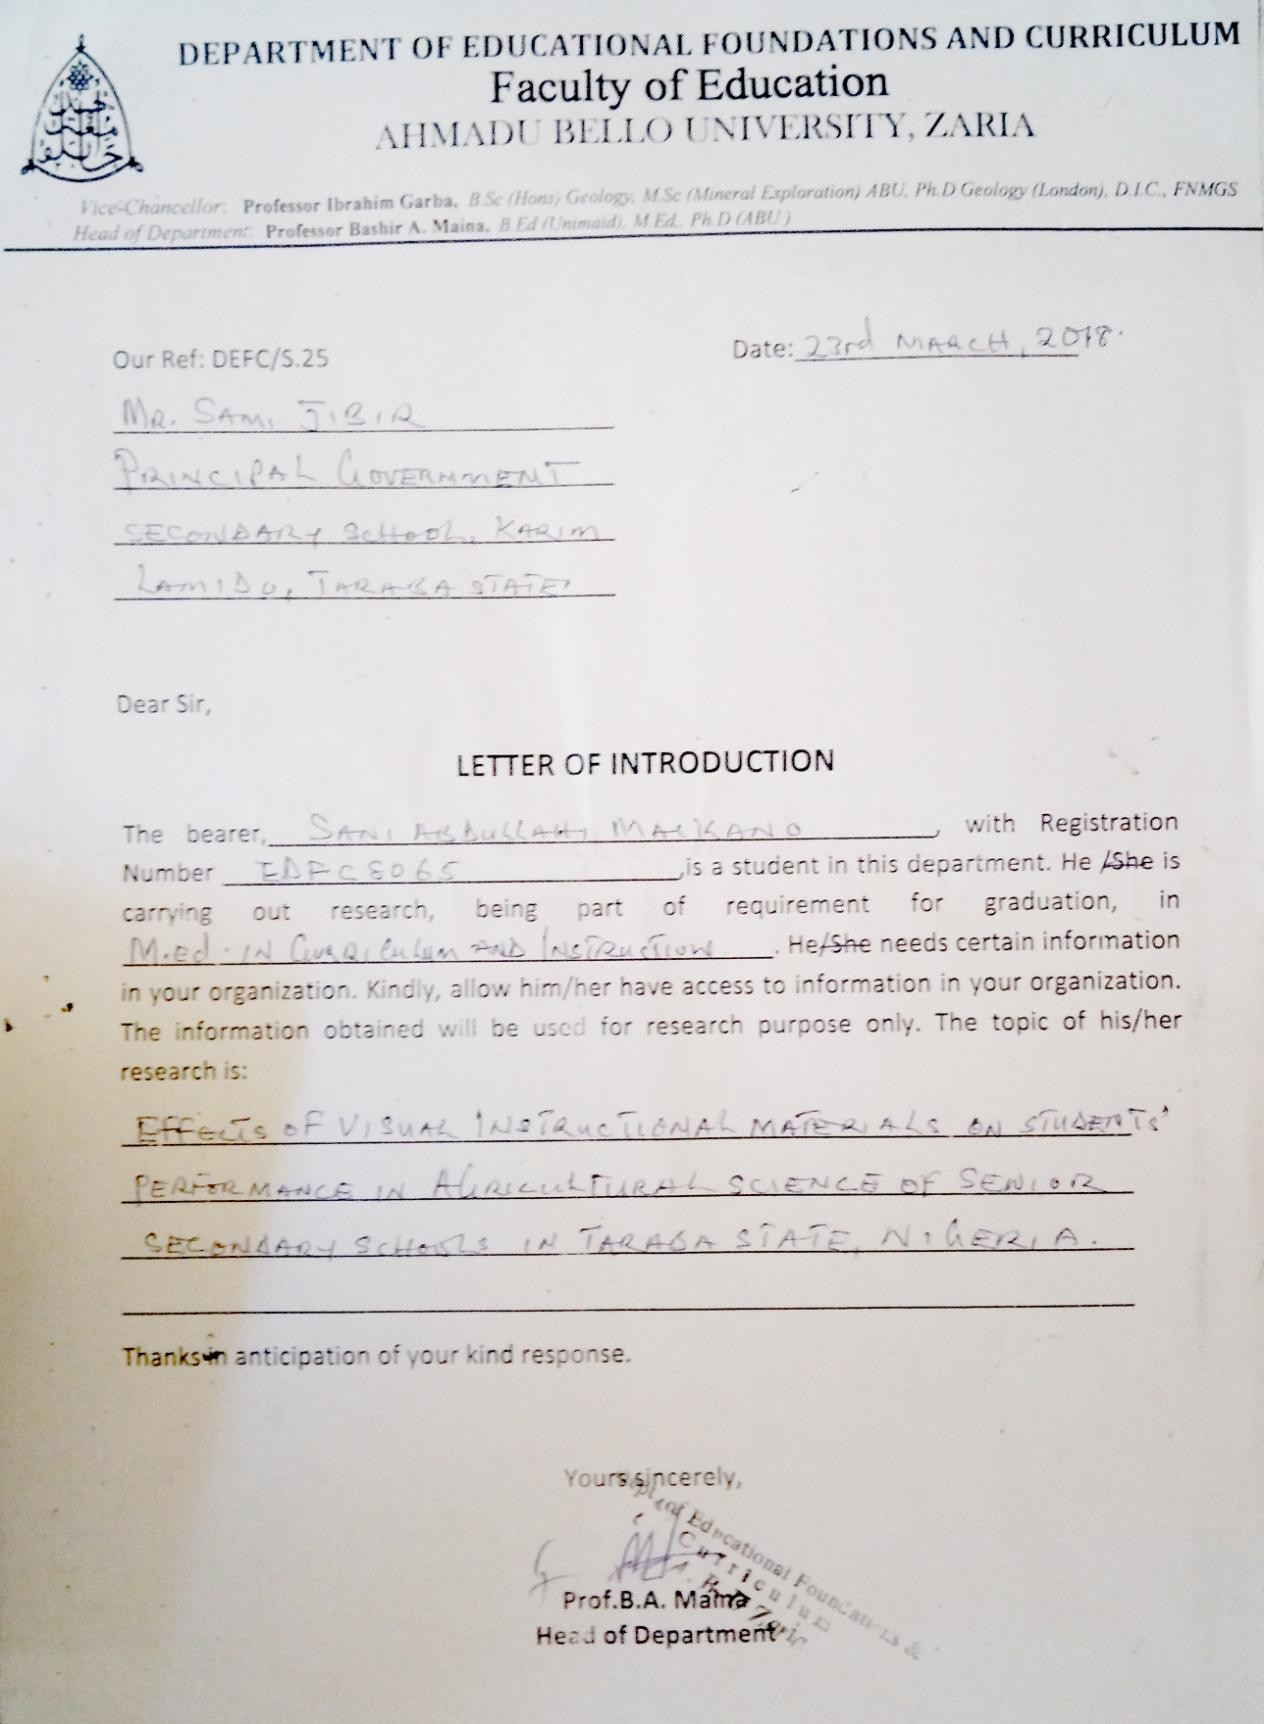 DEPARTMENT OF EDUCATIONAL FOUNDATIONS AND CURRICULUM
Faculty of Education
AHMADU BELLO UNIVERSITY, ZARIA
Vice-Chancellor: Professor Ibrahim Garba, B.Sc (Hons) Geology, M.Sc (Mineral Exploration) ABU, Ph.D Geology (London), D.I.C., FNMGS
Head of Department: Professor Bashir A. Maina, B.Ed (Unimaid), M.Ed., Ph.D (ABU)
Our Ref: DEFC/S.25
Date: 23rd MARCH, 2018.
MR. SAMI JIBIR
PRINCIPAL GOVERNMENT
SECONDARY SCHOOL, KARIM
LAMIDO, TARABA STATE
Dear Sir,
LETTER OF INTRODUCTION
The bearer, SANI ABDULLAHI MAIKANO, with Registration
Number EDFC8065, is a student in this department. He /She is
carrying out research, being part of requirement for graduation, in
M.Ed. IN CURRICULUM AND INSTRUCTION. He/She needs certain information
in your organization. Kindly, allow him/her have access to information in your organization.
The information obtained will be used for research purpose only. The topic of his/her
research is:
EFFECTS OF VISUAL INSTRUCTIONAL MATERIALS ON STUDENTS'
PERFORMANCE IN AGRICULTURAL SCIENCE OF SENIOR
SECONDARY SCHOOLS IN TARABA STATE, NIGERIA.
Thanks in anticipation of your kind response.
Yours sincerely,
of Educational Foundations &
Curriculum
Prof.B.A. Maina
Head of Department